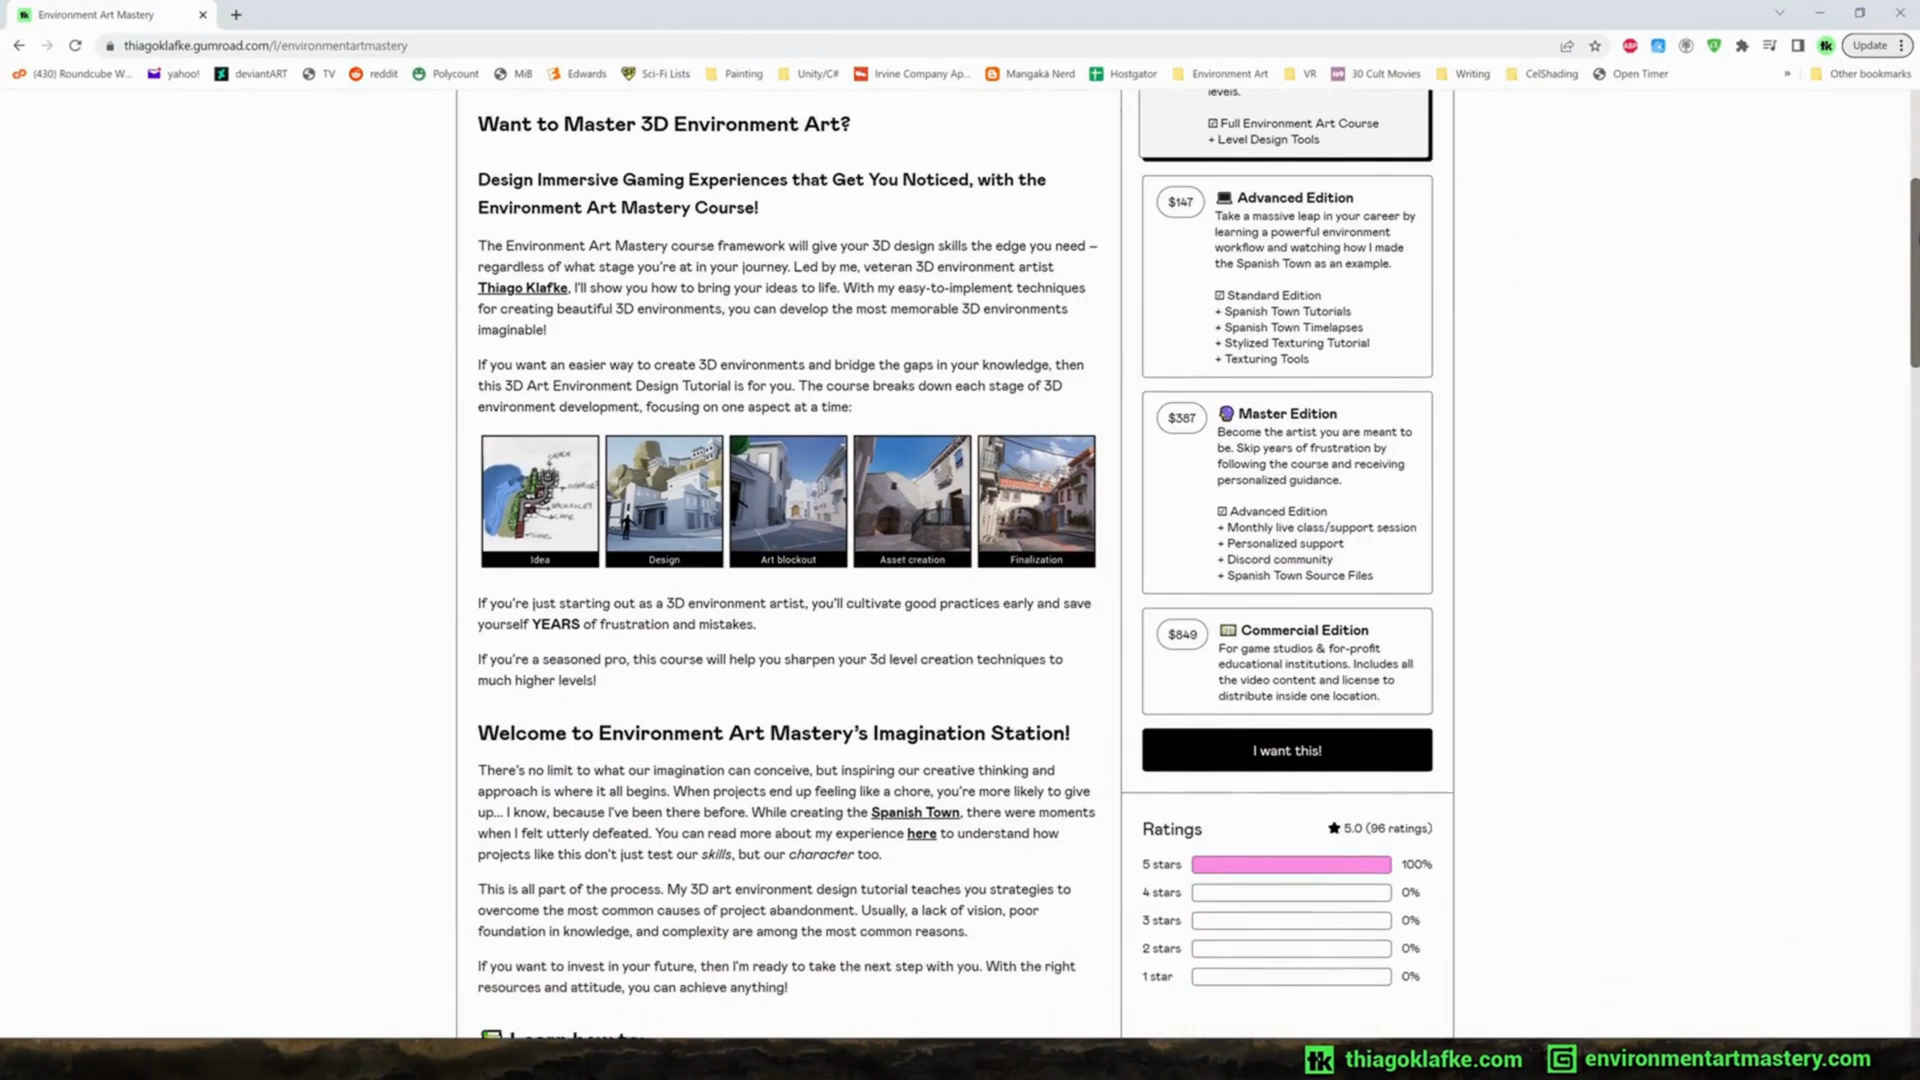 Environment Art Mastery
thiagoklafke.gumroad.com/l/environmentartmastery
Update
(430) Roundcube W...
yahoo!
deviantART
TV
reddit
Polycount
MiB
Edwards
Sci-Fi Lists
Painting
Unity/C#
Irvine Company Ap...
Mangaká Nerd
Hostgator
Environment Art
VR
30 Cult Movies
Writing
CelShading
Open Timer
Other bookmarks
Want to Master 3D Environment Art?
Design Immersive Gaming Experiences that Get You Noticed, with the
Environment Art Mastery Course!
The Environment Art Mastery course framework will give your 3D design skills the edge you need –
regardless of what stage you're at in your journey. Led by me, veteran 3D environment artist
Thiago Klafke, I'll show you how to bring your ideas to life. With my easy-to-implement techniques
for creating beautiful 3D environments, you can develop the most memorable 3D environments
imaginable!
If you want an easier way to create 3D environments and bridge the gaps in your knowledge, then
this 3D Art Environment Design Tutorial is for you. The course breaks down each stage of 3D
environment development, focusing on one aspect at a time:
Idea
Design
Art blockout
Asset creation
Finalization
If you're just starting out as a 3D environment artist, you'll cultivate good practices early and save
yourself YEARS of frustration and mistakes.
If you're a seasoned pro, this course will help you sharpen your 3d level creation techniques to
much higher levels!
Welcome to Environment Art Mastery's Imagination Station!
There's no limit to what our imagination can conceive, but inspiring our creative thinking and
approach is where it all begins. When projects end up feeling like a chore, you're more likely to give
up... I know, because I've been there before. While creating the Spanish Town, there were moments
when I felt utterly defeated. You can read more about my experience here to understand how
projects like this don't just test our skills, but our character too.
This is all part of the process. My 3D art environment design tutorial teaches you strategies to
overcome the most common causes of project abandonment. Usually, a lack of vision, poor
foundation in knowledge, and complexity are among the most common reasons.
If you want to invest in your future, then I'm ready to take the next step with you. With the right
resources and attitude, you can achieve anything!
levels.
☑ Full Environment Art Course
+ Level Design Tools
$147
Advanced Edition
Take a massive leap in your career by
learning a powerful environment
workflow and watching how I made
the Spanish Town as an example.
☑ Standard Edition
+ Spanish Town Tutorials
+ Spanish Town Timelapses
+ Stylized Texturing Tutorial
+ Texturing Tools
$387
Master Edition
Become the artist you are meant to
be. Skip years of frustration by
following the course and receiving
personalized guidance.
☑ Advanced Edition
+ Monthly live class/support session
+ Personalized support
+ Discord community
+ Spanish Town Source Files
$849
Commercial Edition
For game studios & for-profit
educational institutions. Includes all
the video content and license to
distribute inside one location.
I want this!
Ratings
★ 5.0 (96 ratings)
5 stars 100%
4 stars 0%
3 stars 0%
2 stars 0%
1 star 0%
thiagoklafke.com
environmentartmastery.com